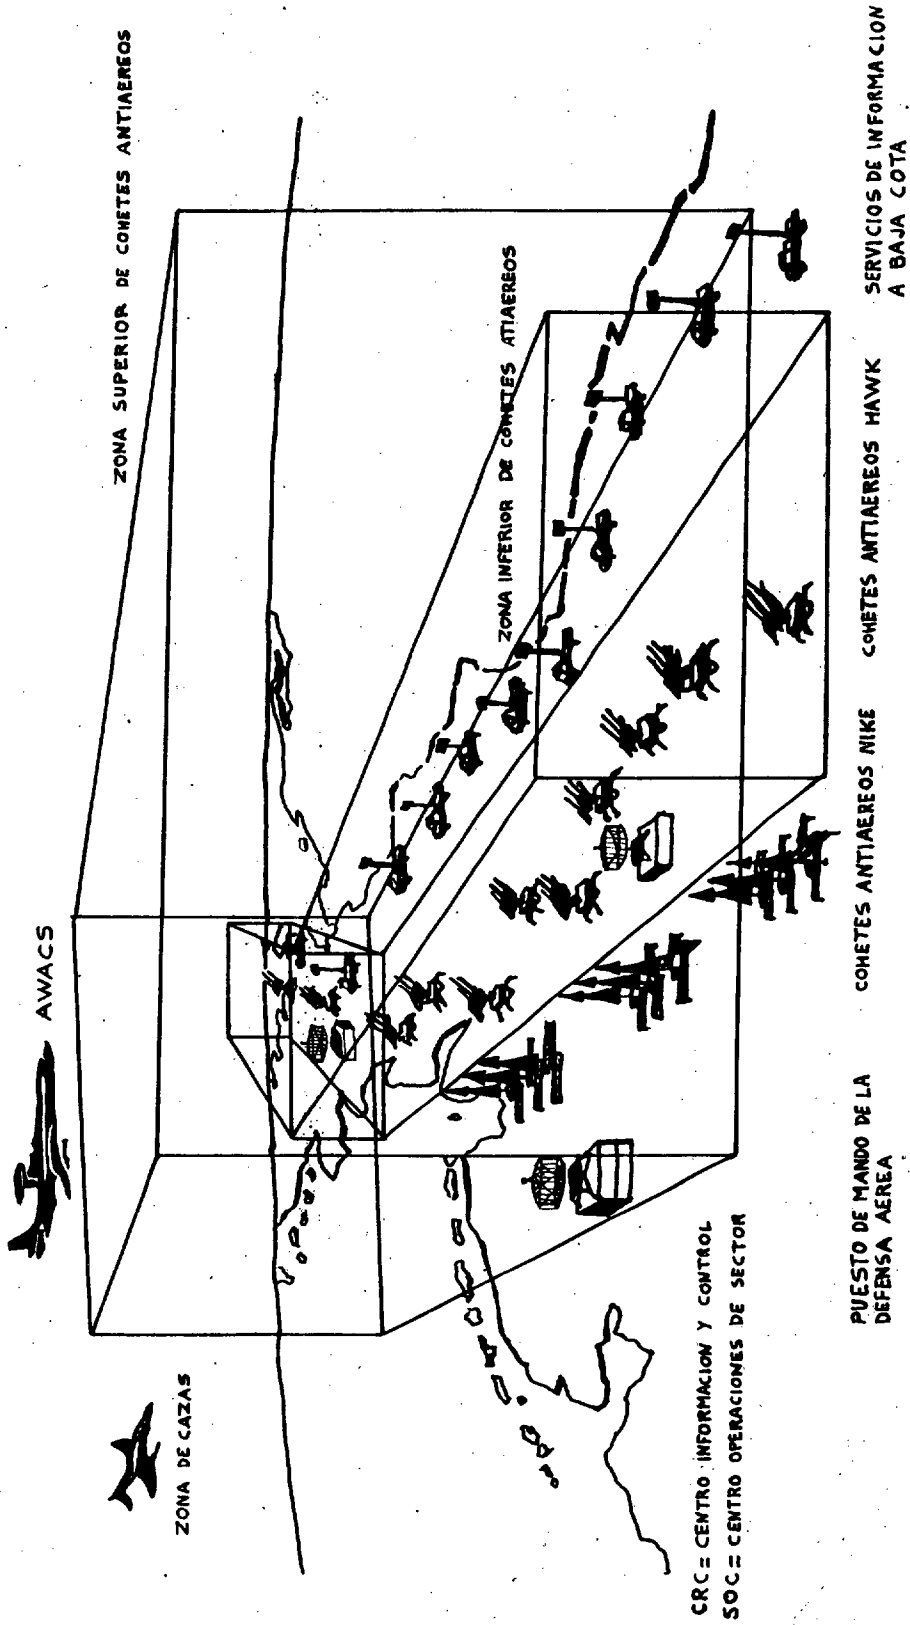 AWACS
ZONA DE CAZAS
ZONA SUPERIOR DE COHETES ANTIAEREOS
ZONA INFERIOR DE COHETES ATIAEREOS
CRC = CENTRO INFORMACION Y CONTROL
SOC = CENTRO OPERACIONES DE SECTOR
PUESTO DE MANDO DE LA
DEFENSA AEREA
COHETES ANTIAEREOS NIKE
COHETES ANTIAEREOS HAWK
SERVICIOS DE INFORMACION
A BAJA COTA